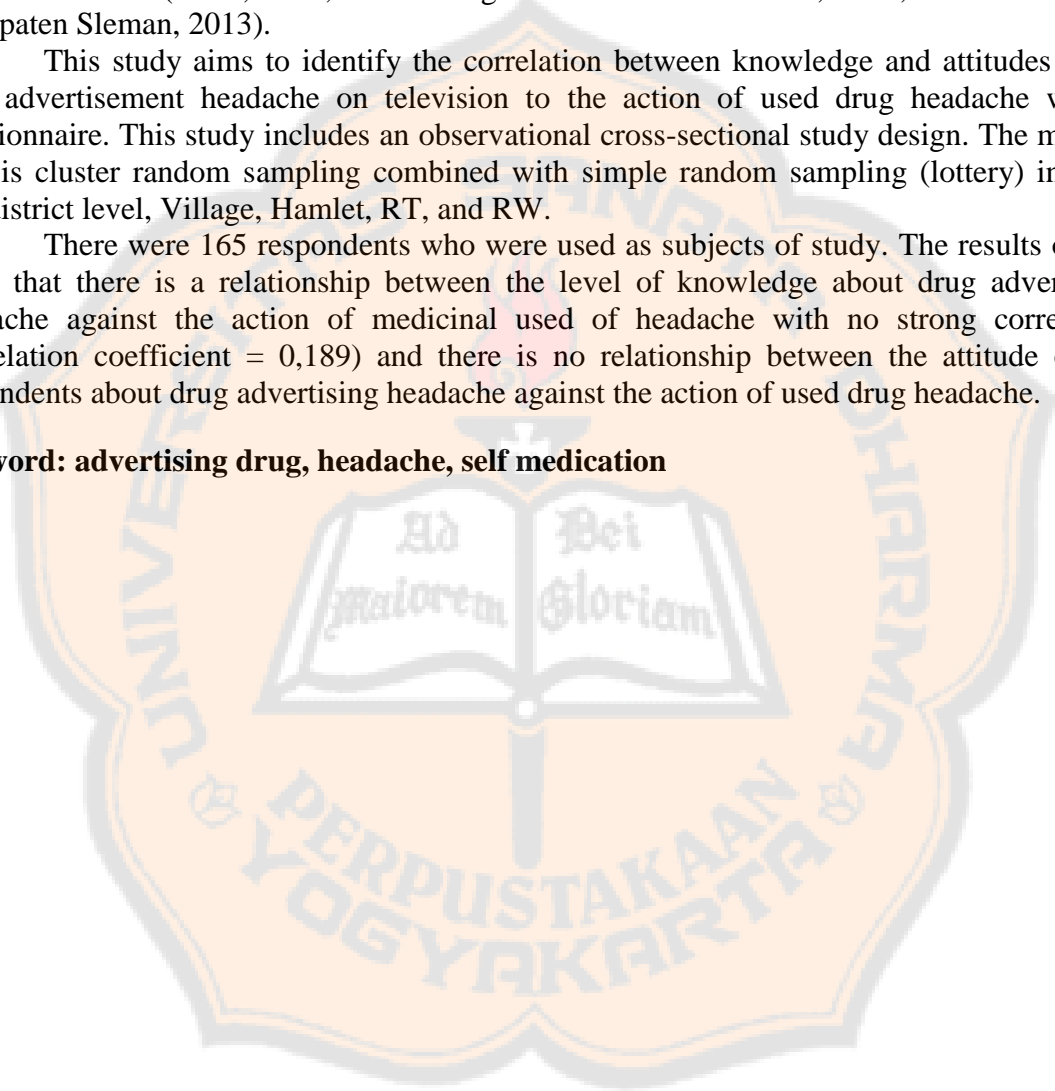 paten Sleman, 2013).
This study aims to identify the correlation between knowledge and attitudes
advertisement headache on television to the action of used drug headache
ionnaire. This study includes an observational cross-sectional study design. The
is cluster random sampling combined with simple random sampling (lottery) in
istrict level, Village, Hamlet, RT, and RW.
There were 165 respondents who were used as subjects of study. The results
that there is a relationship between the level of knowledge about drug adver
ache against the action of medicinal used of headache with no strong corre
elation coefficient = 0,189) and there is no relationship between the attitude
ndents about drug advertising headache against the action of used drug headache.
word: advertising drug, headache, self medication
UNIVERSITAS SANATA DHARMA
Ad Dei
maiorem Gloriam
PERPUSTAKAAN
YOGYAKARTA